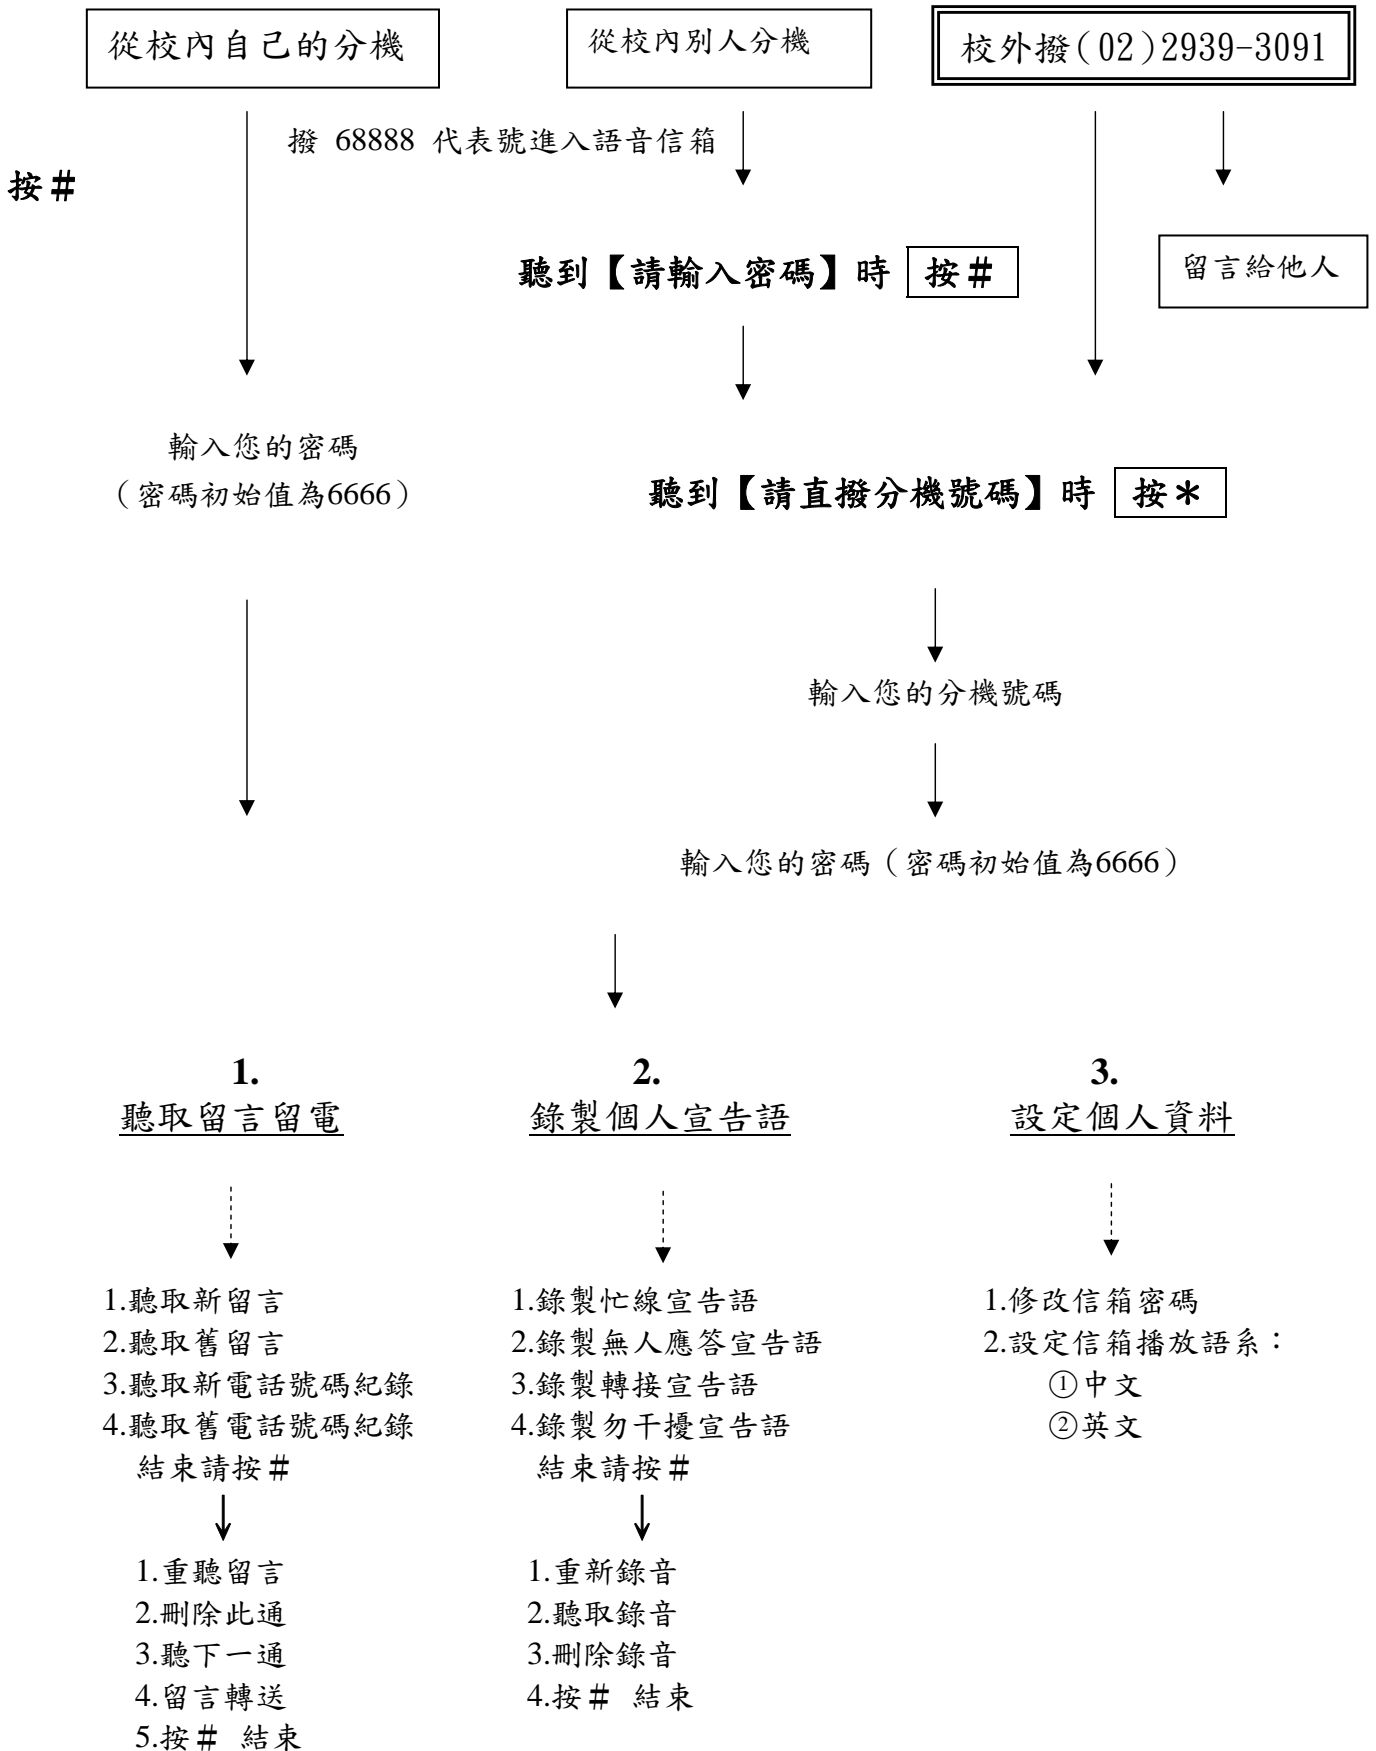 從校內自己的分機
從校內別人分機
校外撥(02)2939-3091
撥 68888 代表號進入語音信箱
按＃
聽到【請輸入密碼】時 按＃
留言給他人
輸入您的密碼
（密碼初始值為6666）
聽到【請直撥分機號碼】時 按＊
輸入您的分機號碼
輸入您的密碼（密碼初始值為6666）
1.
聽取留言留電
2.
錄製個人宣告語
3.
設定個人資料
1.聽取新留言
2.聽取舊留言
3.聽取新電話號碼紀錄
4.聽取舊電話號碼紀錄
結束請按＃
1.重聽留言
2.刪除此通
3.聽下一通
4.留言轉送
5.按＃ 結束
1.錄製忙線宣告語
2.錄製無人應答宣告語
3.錄製轉接宣告語
4.錄製勿干擾宣告語
結束請按＃
1.重新錄音
2.聽取錄音
3.刪除錄音
4.按＃ 結束
1.修改信箱密碼
2.設定信箱播放語系：
①中文
②英文